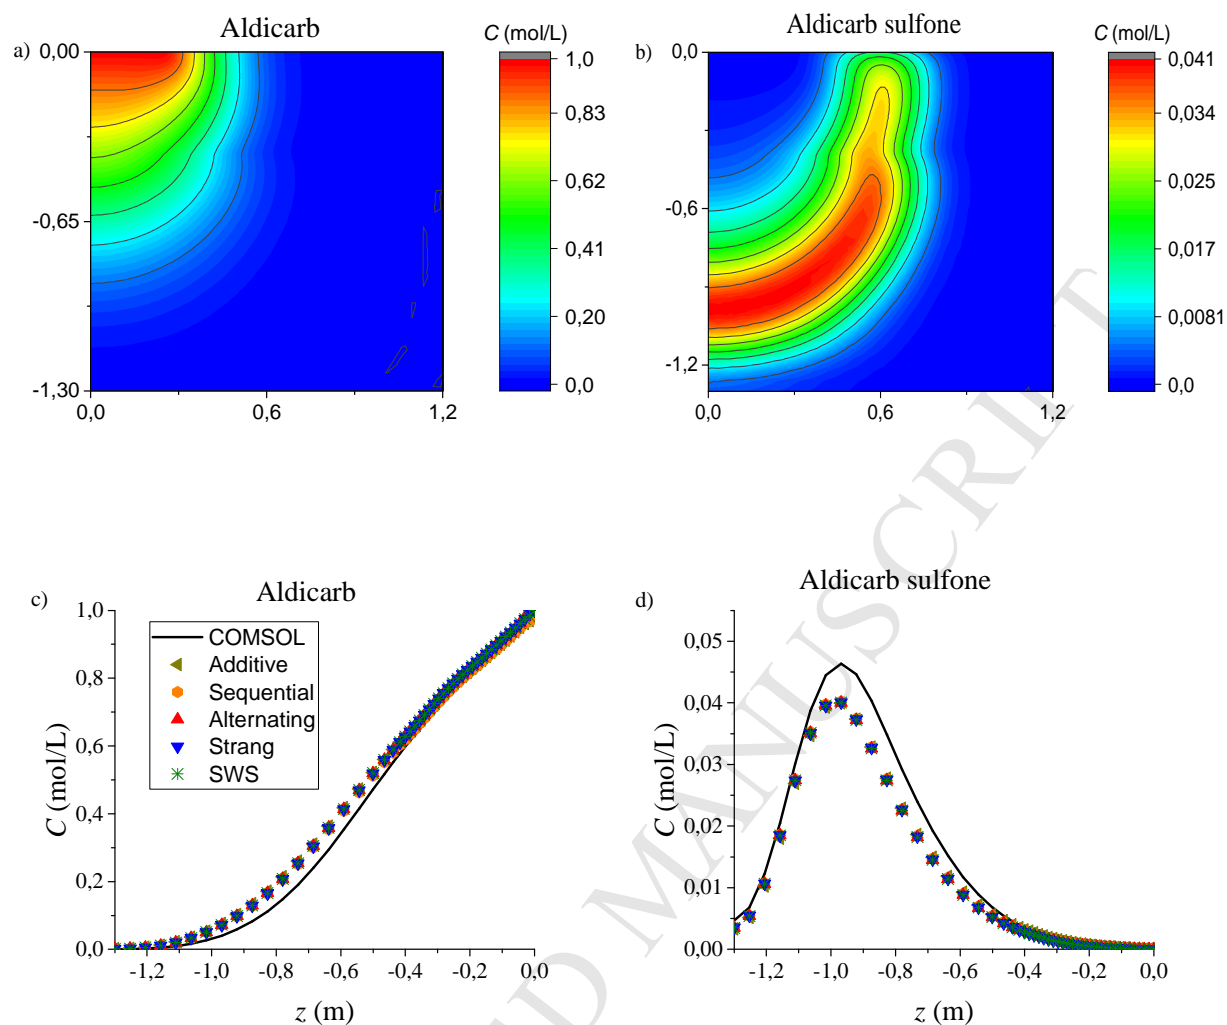 Aldicarb
Aldicarb sulfone
a)
C (mol/L)
b)
C (mol/L)
0,00
-0,65
-1,30
0,0
0,6
1,2
1,0
0,83
0,62
0,41
0,20
0,0
0,0
-0,6
-1,2
0,0
0,6
1,2
0,041
0,034
0,025
0,017
0,0081
0,0
c)
Aldicarb
d)
Aldicarb sulfone
COMSOL
Additive
Sequential
Alternating
Strang
SWS
C (mol/L)
1,0
0,8
0,6
0,4
0,2
0,0
-1,2
-1,0
-0,8
-0,6
-0,4
-0,2
0,0
z (m)
C (mol/L)
0,05
0,04
0,03
0,02
0,01
0,00
-1,2
-1,0
-0,8
-0,6
-0,4
-0,2
0,0
z (m)
ED MANUSCRIPT